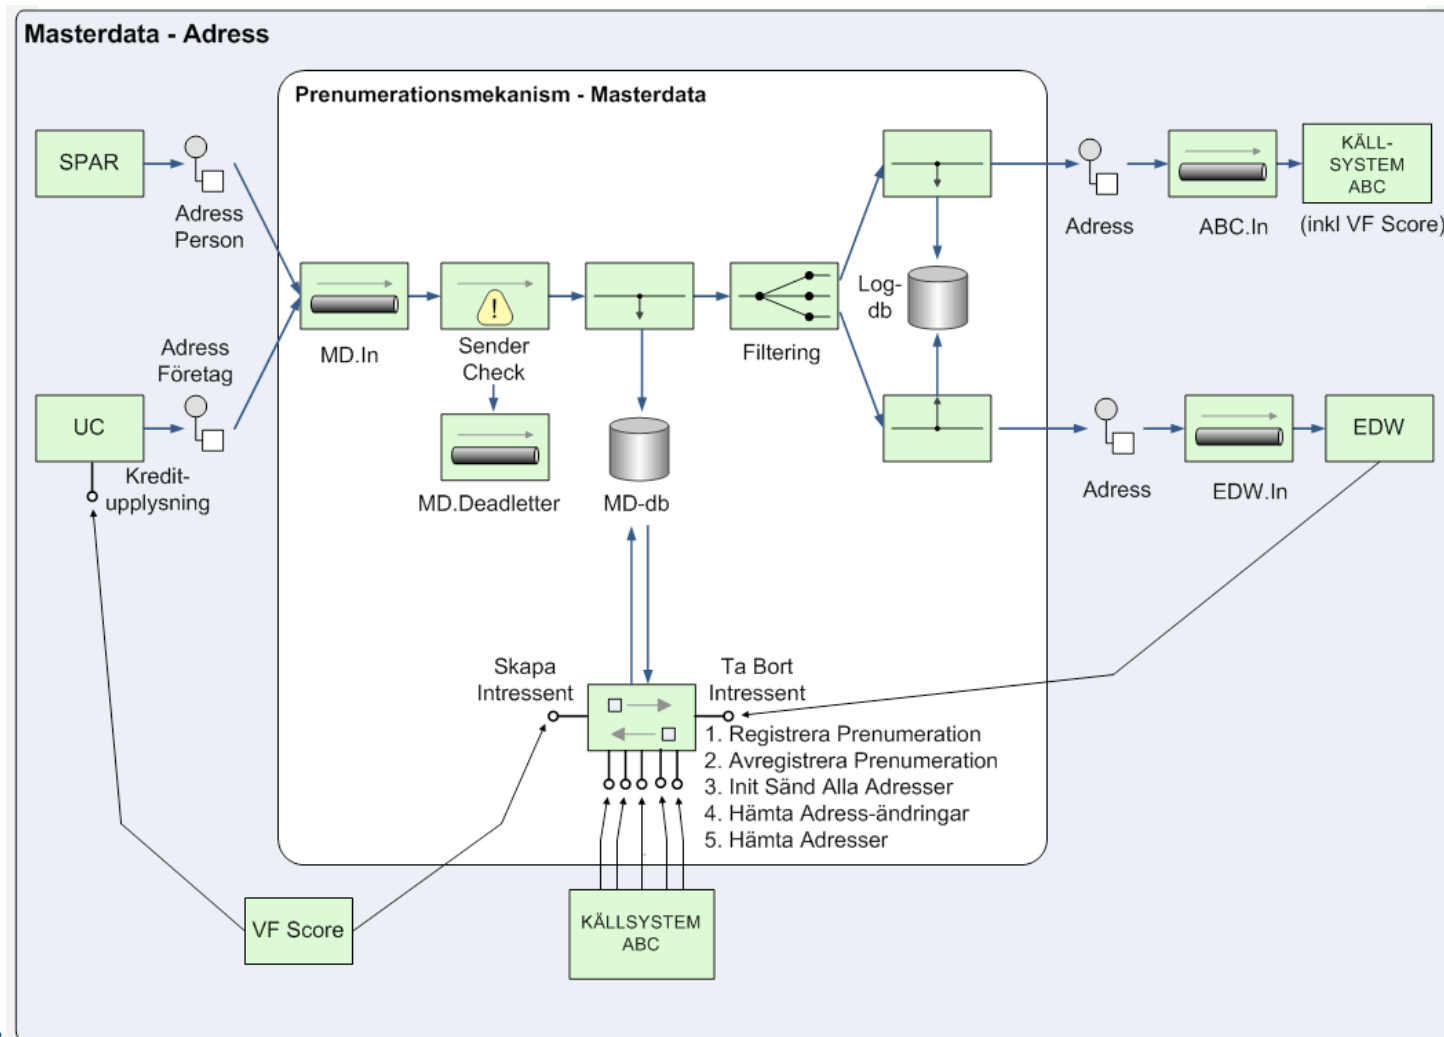 Masterdata - Adress
Prenumerationsmekanism - Masterdata
SPAR
Adress
Person
MD.In
!
Sender
Check
MD.Deadletter
MD-db
Filtering
Log-
db
Adress
ABC.In
KÄLL-
SYSTEM
ABC
(inkl VF Score)
Adress
Företag
UC
Kredit-
upplysning
Adress
EDW.In
EDW
Skapa
Intressent
Ta Bort
Intressent
1. Registrera Prenumeration
2. Avregistrera Prenumeration
3. Init Sänd Alla Adresser
4. Hämta Adress-ändringar
5. Hämta Adresser
VF Score
KÄLLSYSTEM
ABC